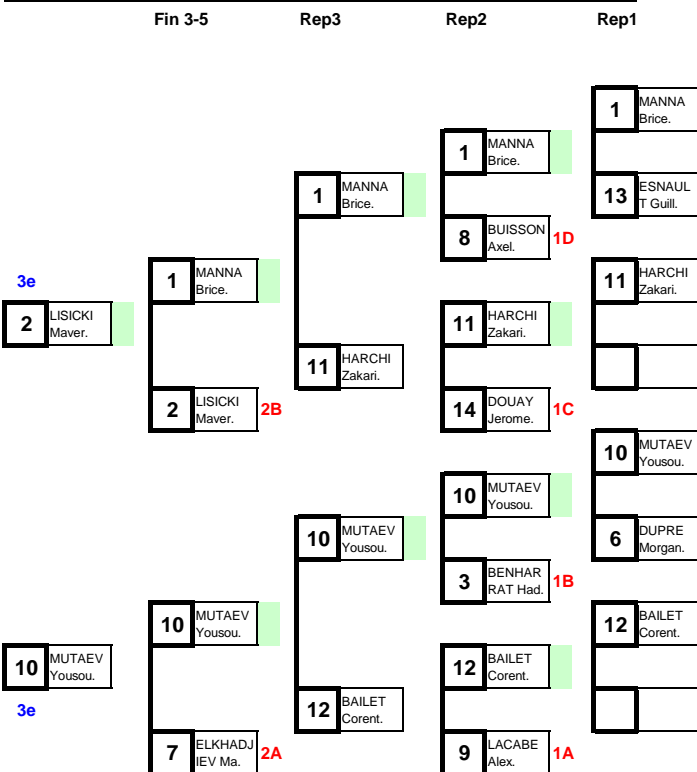 Fin 3-5 Rep3 Rep2 Rep1
1 MANNA
Brice.
1 MANNA
Brice.
1 MANNA
Brice.
13 ESNAUL
T Guill.
8 BUISSON 1D
Axel.
1 MANNA
Brice.
11 HARCHI
Zakari.
3e
2 LISICKI
Maver.
11 HARCHI
Zakari.
11 HARCHI
Zakari.
2 LISICKI 2B
Maver.
14 DOUAY 1C
Jerome.
10 MUTAEV
Yousou.
10 MUTAEV
Yousou.
10 MUTAEV
Yousou.
6 DUPRE
Morgan.
3 BENHAR 1B
RAT Had.
10 MUTAEV
Yousou.
12 BAILET
Corent.
10 MUTAEV
Yousou.
3e
12 BAILET
Corent.
12 BAILET
Corent.
7 ELKHADJ 2A
IEV Ma.
9 LACABE 1A
Alex.